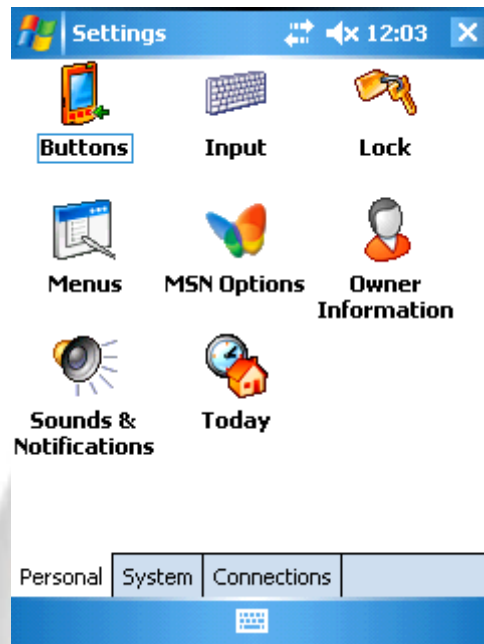 Settings 12:03
Buttons Input Lock
Menus MSN Options Owner
Information
Sounds & Today
Notifications
Personal System Connections